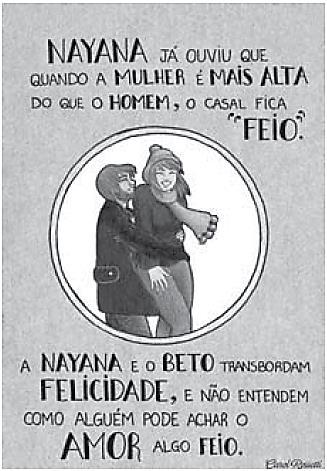 NAYANA JÁ OUVIU QUE
QUANDO A MULHER É MAIS ALTA
DO QUE O HOMEM, O CASAL FICA
"FEIO".
A NAYANA E O BETO TRANSBORDAM
FELICIDADE, E NÃO ENTENDEM
COMO ALGUÉM PODE ACHAR O
AMOR ALGO FEIO.
Carol Rossetti